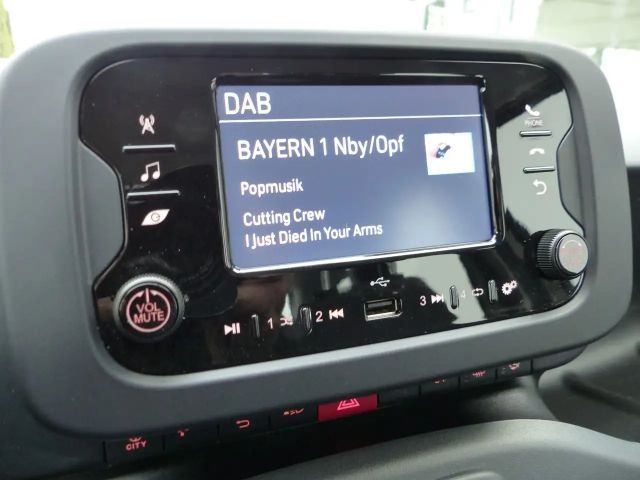 DAB
BAYERN 1 Nby/Opf
Popmusik
Cutting Crew
I Just Died In Your Arms
PHONE
VOL
MUTE
1
2
3
4
CITY